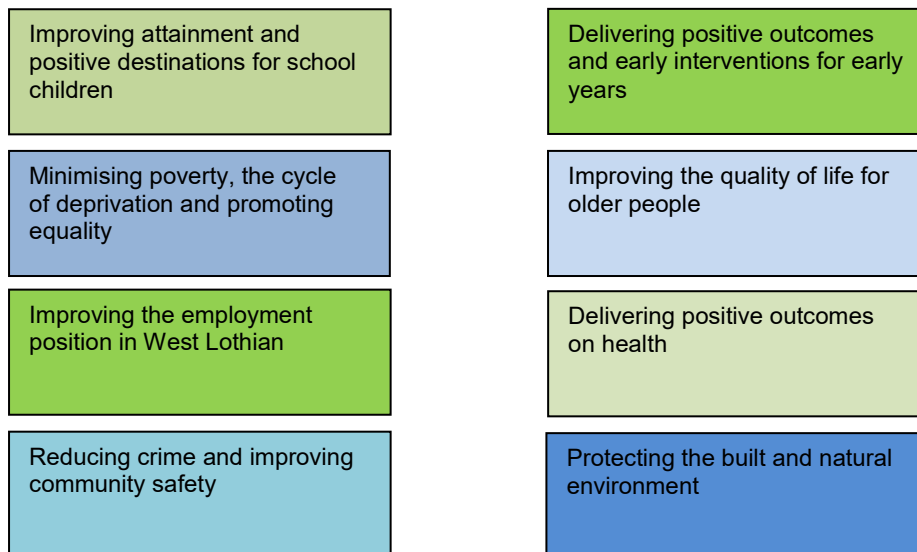 Improving attainment and
positive destinations for school
children
Delivering positive outcomes
and early interventions for early
years
Minimising poverty, the cycle
of deprivation and promoting
equality
Improving the quality of life for
older people
Improving the employment
position in West Lothian
Delivering positive outcomes
on health
Reducing crime and improving
community safety
Protecting the built and natural
environment